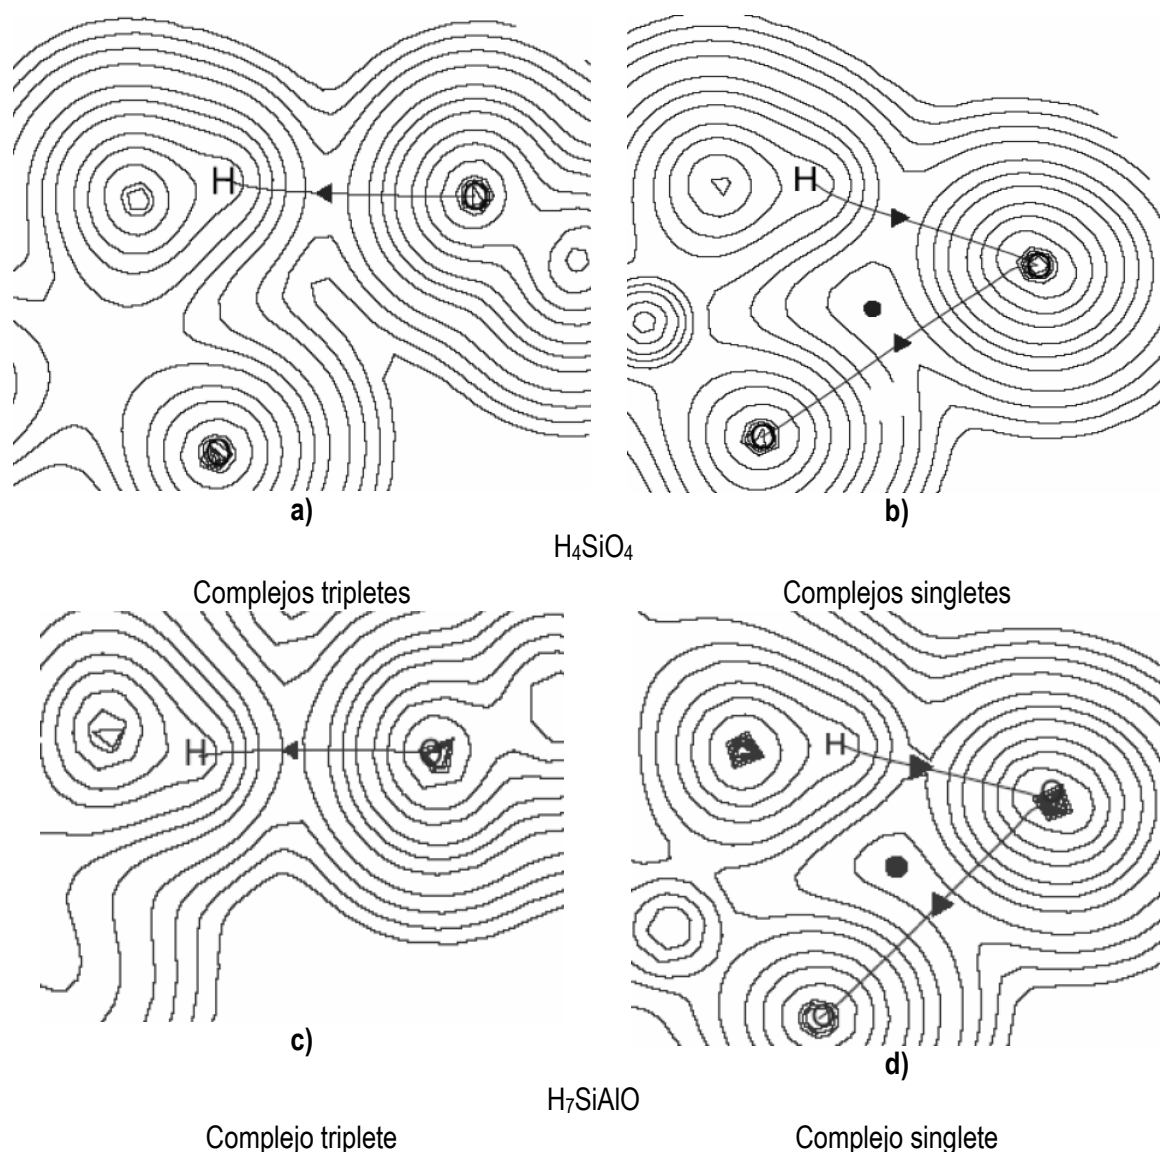 H
H
a)
b)
H₄SiO₄
Complejos tripletes
Complejos singletes
H
H
c)
d)
H₇SiAlO
Complejo triplete
Complejo singlete